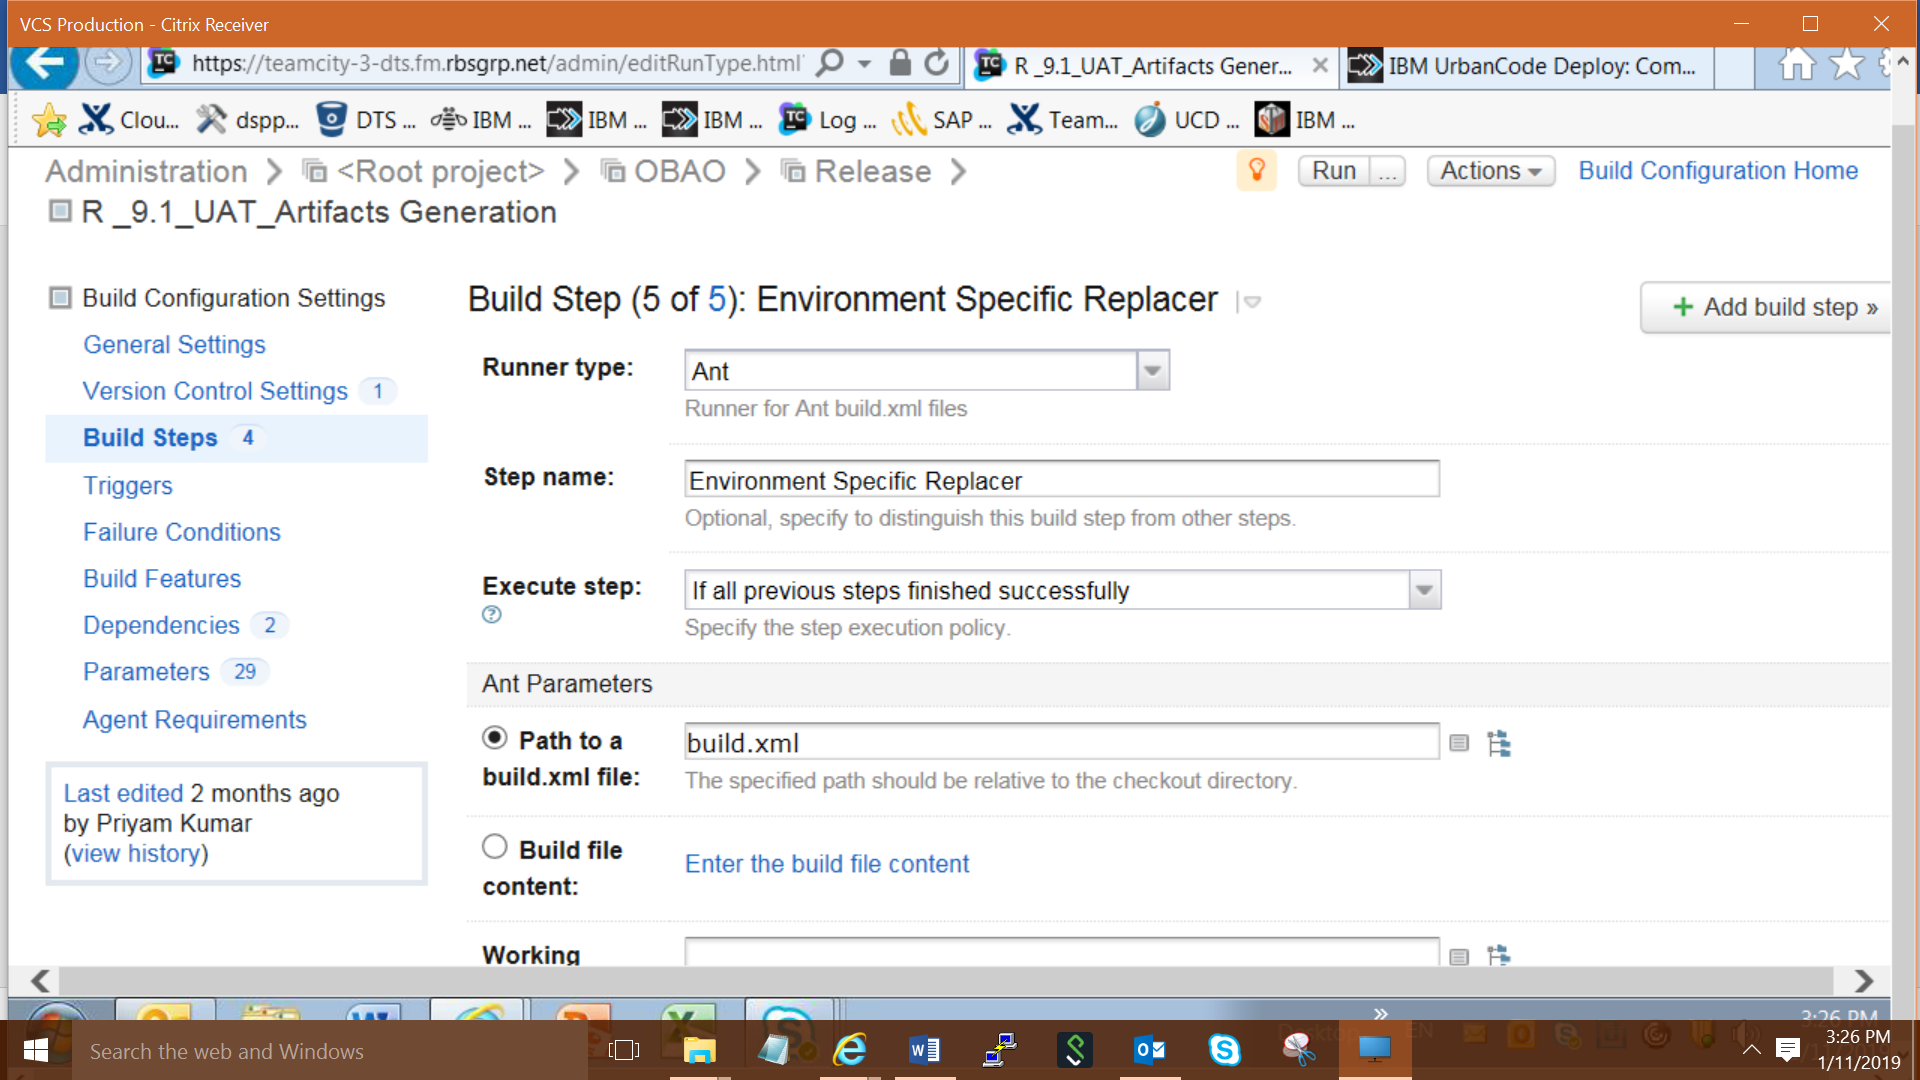 VCS Production - Citrix Receiver
https://teamcity-3-dts.fm.rbsgrp.net/admin/editRunType.html
R _9.1_UAT_Artifacts Gener...
IBM UrbanCode Deploy: Com...
Clou... dspp... DTS ... IBM ... IBM ... IBM ... Log ... SAP ... Team... UCD ... IBM ...
Administration <Root project> OBAO Release
Run ... Actions Build Configuration Home
R _9.1_UAT_Artifacts Generation
Build Configuration Settings
General Settings
Version Control Settings 1
Build Steps 4
Triggers
Failure Conditions
Build Features
Dependencies 2
Parameters 29
Agent Requirements
Last edited 2 months ago
by Priyam Kumar
(view history)
Build Step (5 of 5): Environment Specific Replacer
+ Add build step »
Runner type: Ant
Runner for Ant build.xml files
Step name: Environment Specific Replacer
Optional, specify to distinguish this build step from other steps.
Execute step: If all previous steps finished successfully
Specify the step execution policy.
Ant Parameters
Path to a
build.xml file:
build.xml
The specified path should be relative to the checkout directory.
Build file
content:
Enter the build file content
Working
3:26 PM
Search the web and Windows
Desktop
EN
3:26 PM
1/11/2019